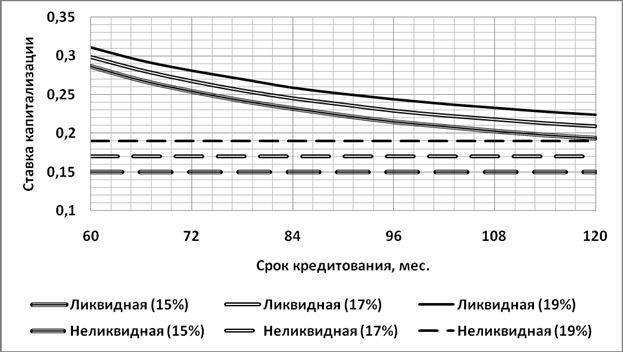 Ставка капитализации
0,35
0,3
0,25
0,2
0,15
0,1
60 72 84 96 108 120
Срок кредитования, мес.
Ликвидная (15%) Ликвидная (17%) Ликвидная (19%)
Неликвидная (15%) Неликвидная (17%) Неликвидная (19%)